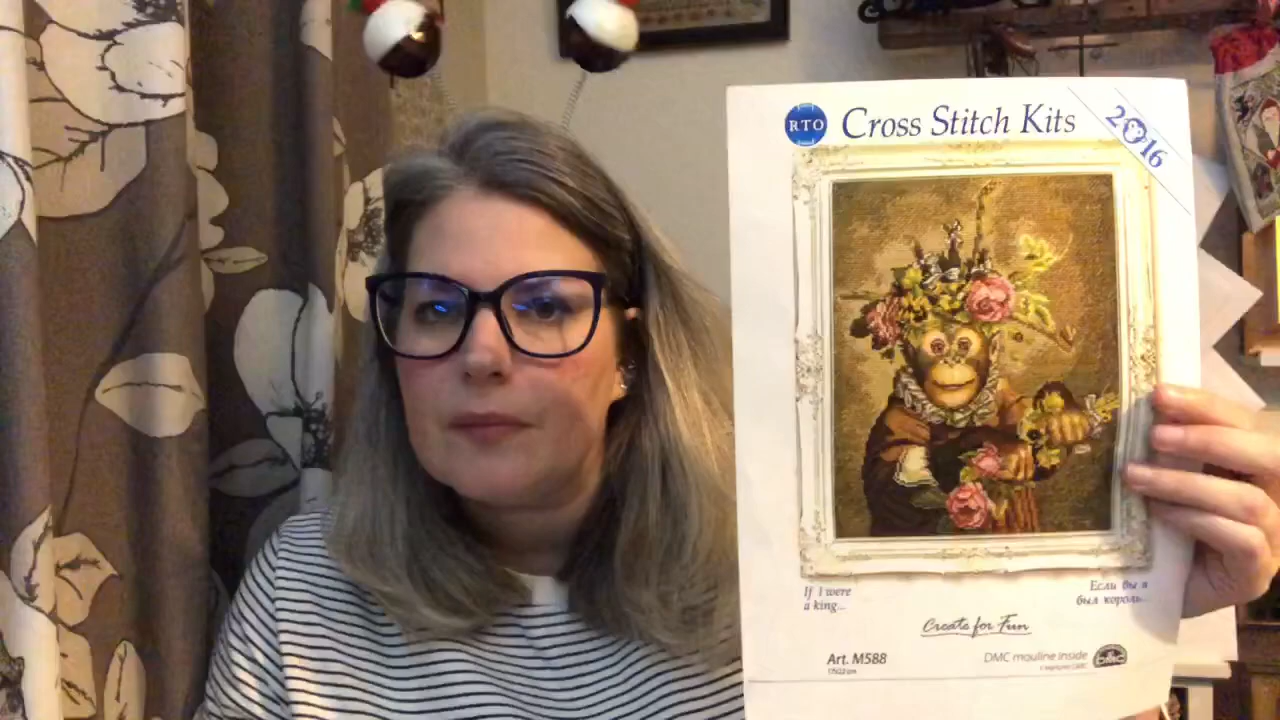 RTO
Cross Stitch Kits
2016
If I were
a king...
Если бы я
был король...
Create for Fun
Art. M588
DMC mouline inside
DMC